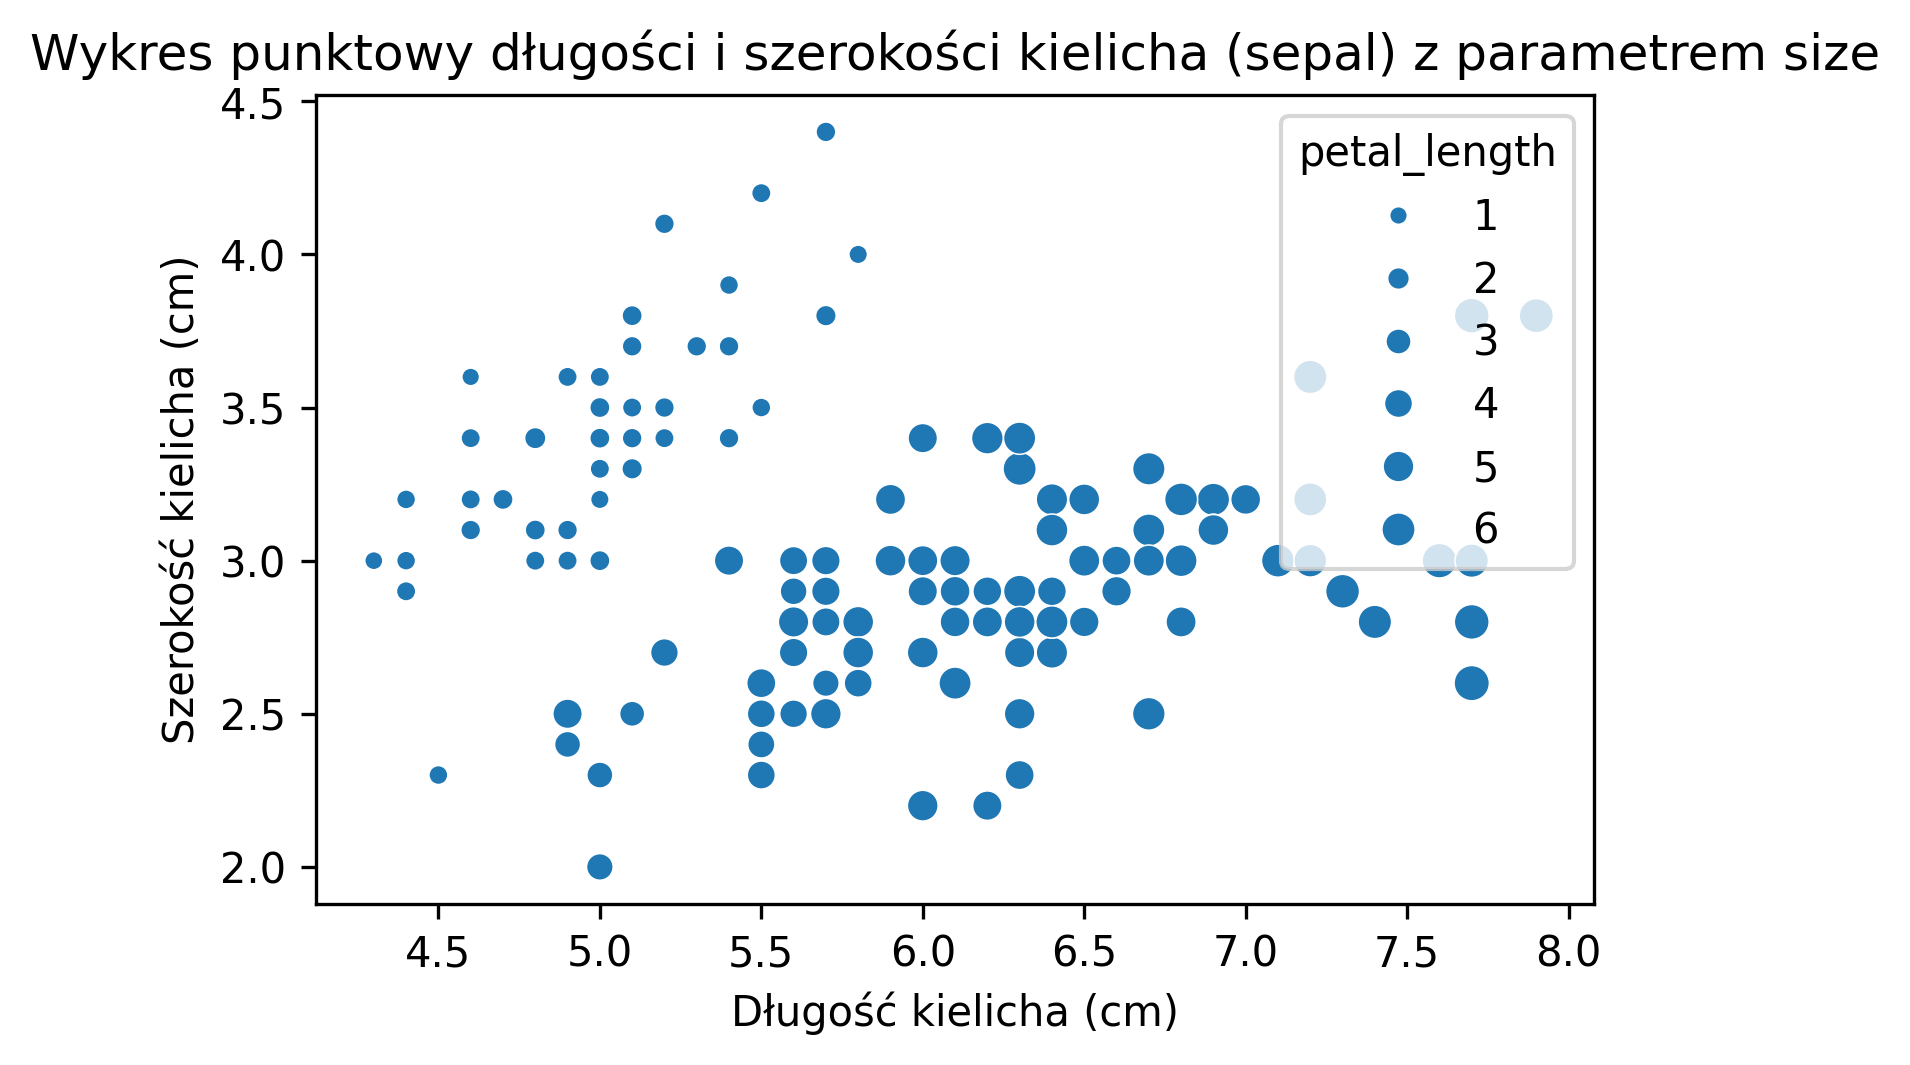 Wykres punktowy długości i szerokości kielicha (sepal) z parametrem size
4.5
4.0
3.5
3.0
2.5
2.0
Szerokość kielicha (cm)
petal_length
1
2
3
4
5
6
4.5 5.0 5.5 6.0 6.5 7.0 7.5 8.0
Długość kielicha (cm)